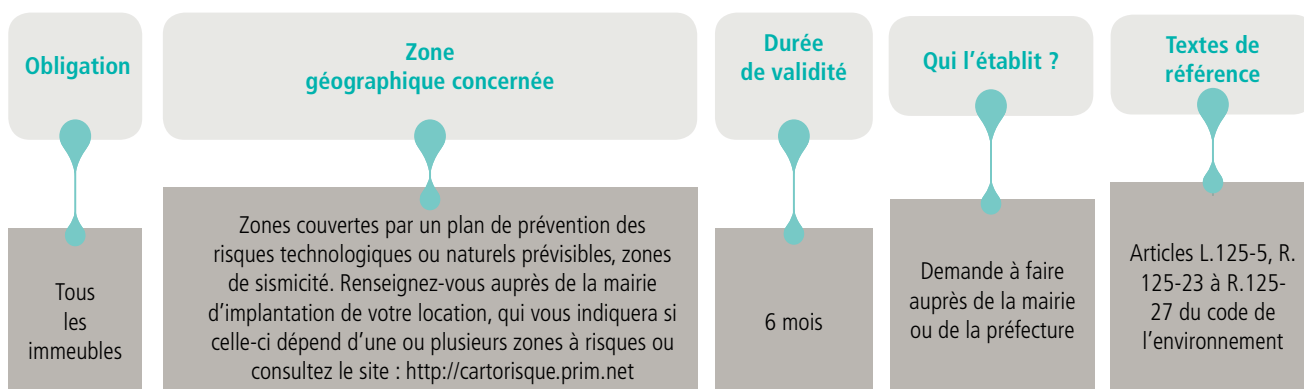 Obligation
Zone
géographique concernée
Durée
de validité
Qui l’établit ?
Textes de
référence
Tous
les
immeubles
Zones couvertes par un plan de prévention des
risques technologiques ou naturels prévisibles, zones
de sismicité. Renseignez-vous auprès de la mairie
d’implantation de votre location, qui vous indiquera si
celle-ci dépend d’une ou plusieurs zones à risques ou
consultez le site : http://cartorisque.prim.net
6 mois
Demande à faire
auprès de la mairie
ou de la préfecture
Articles L.125-5, R.
125-23 à R.125-
27 du code de
l’environnement